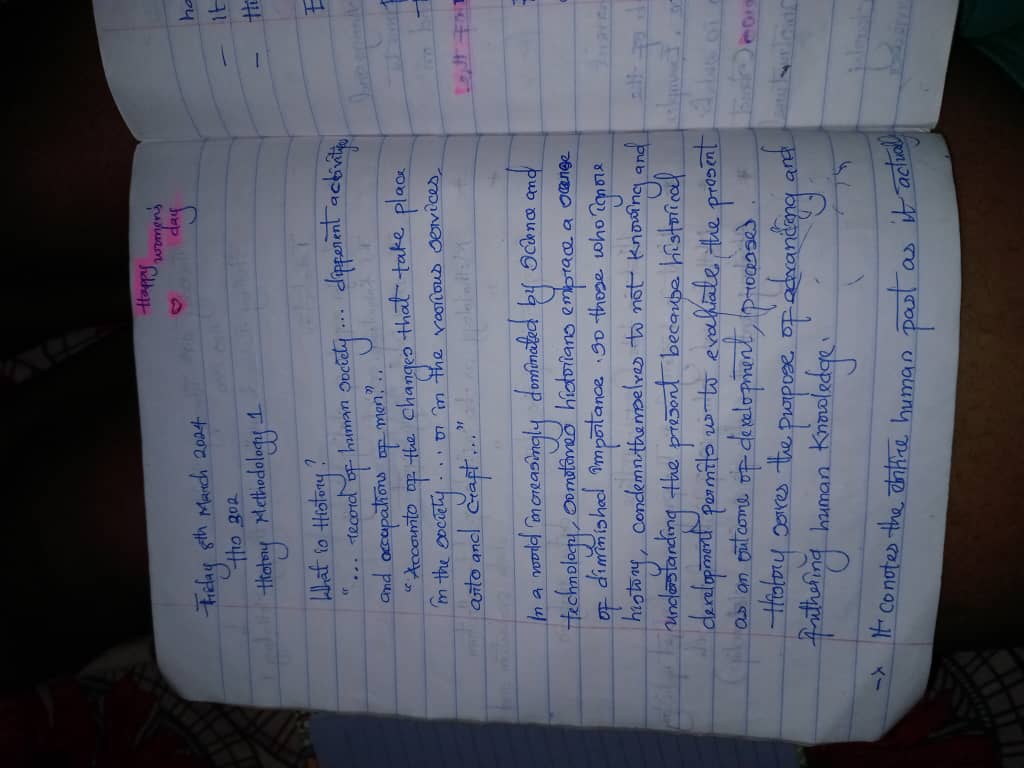 Happy
women's
day
Friday 8th March 2024
HIS 302
History Methodology 1
What is History?
"... record of human society... different activities
and occupations of men"..
"Accounts of the changes that take place
in the society... or in the various services,
arts and craft..."
In a world increasingly dominated by science and
technology, sometimes historians embrace a sense
of diminished importance. So those who ignore
history, condemn themselves to not knowing and
understanding the present because historical
development permits us to evaluate, the present
as an outcome of development, (processes).
History serves the purpose of advancing and
furthering human knowledge.
→ It conotes the entire human past as it actually
ha
- It
- Hi